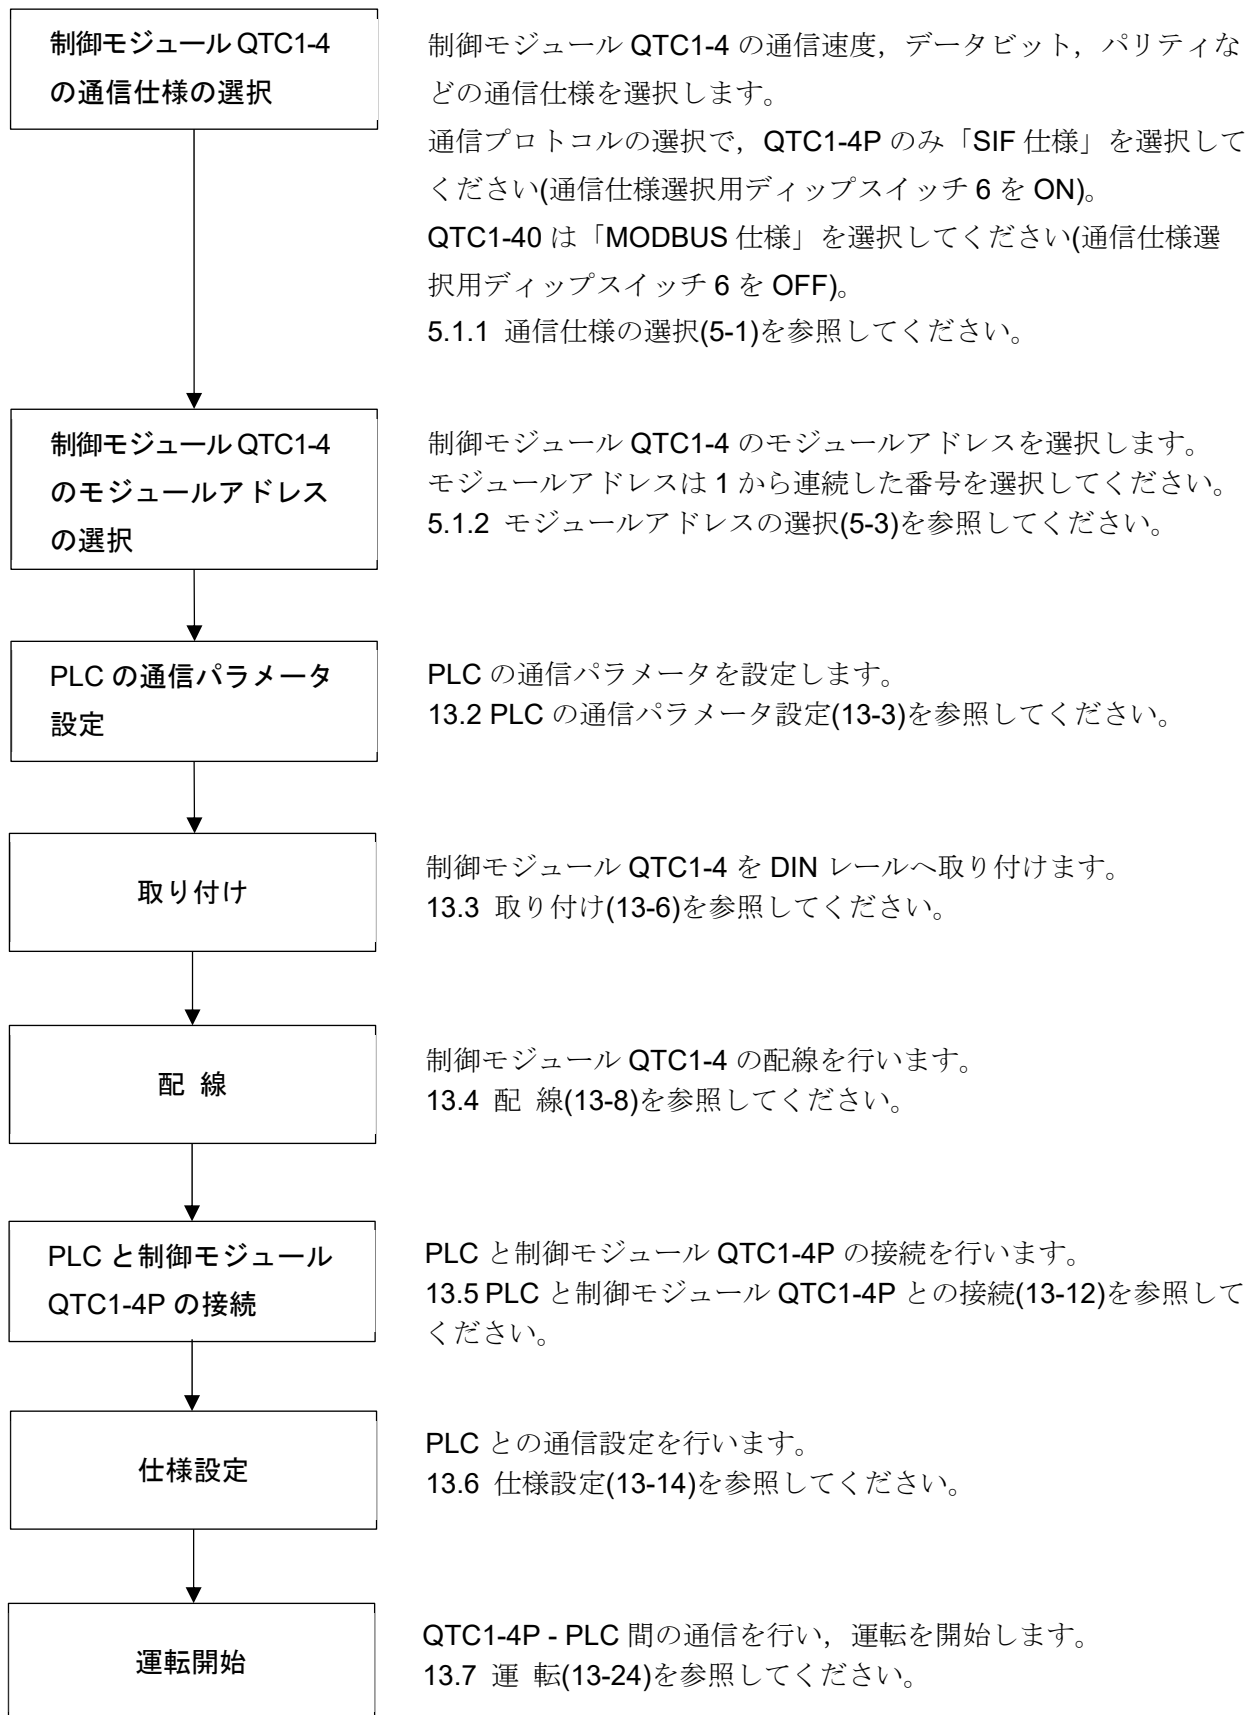 制御モジュール QTC1-4
の通信仕様の選択
制御モジュール QTC1-4 の通信速度，データビット，パリティな
どの通信仕様を選択します。
通信プロトコルの選択で，QTC1-4P のみ「SIF 仕様」を選択して
ください(通信仕様選択用ディップスイッチ 6 を ON)。
QTC1-40 は「MODBUS 仕様」を選択してください(通信仕様選
択用ディップスイッチ 6 を OFF)。
5.1.1 通信仕様の選択(5-1)を参照してください。
制御モジュール QTC1-4
のモジュールアドレス
の選択
制御モジュール QTC1-4 のモジュールアドレスを選択します。
モジュールアドレスは 1 から連続した番号を選択してください。
5.1.2 モジュールアドレスの選択(5-3)を参照してください。
PLC の通信パラメータ
設定
PLC の通信パラメータを設定します。
13.2 PLC の通信パラメータ設定(13-3)を参照してください。
取り付け
制御モジュール QTC1-4 を DIN レールへ取り付けます。
13.3 取り付け(13-6)を参照してください。
配 線
制御モジュール QTC1-4 の配線を行います。
13.4 配 線(13-8)を参照してください。
PLC と制御モジュール
QTC1-4P の接続
PLC と制御モジュール QTC1-4P の接続を行います。
13.5 PLC と制御モジュール QTC1-4P との接続(13-12)を参照して
ください。
仕様設定
PLC との通信設定を行います。
13.6 仕様設定(13-14)を参照してください。
運転開始
QTC1-4P - PLC 間の通信を行い，運転を開始します。
13.7 運 転(13-24)を参照してください。